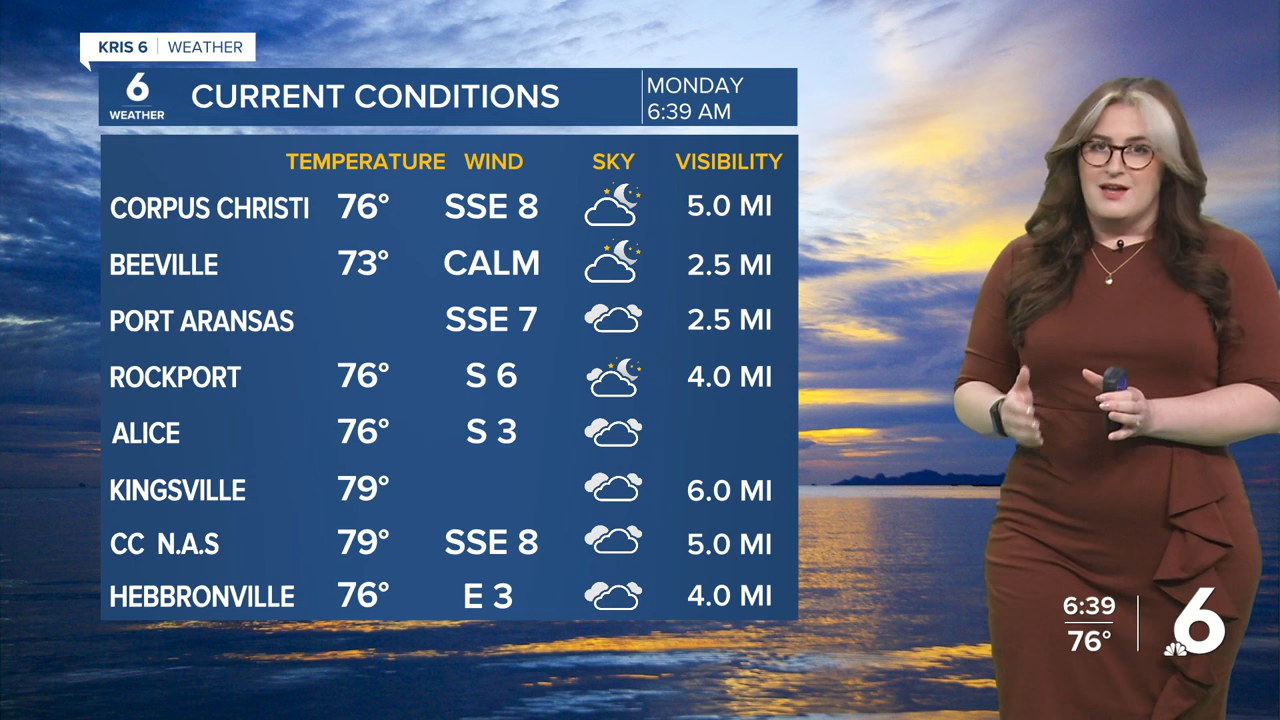 KRIS 6 | WEATHER
6 WEATHER
CURRENT CONDITIONS
MONDAY
6:39 AM
TEMPERATURE WIND SKY VISIBILITY
CORPUS CHRISTI 76° SSE 8 5.0 MI
BEEVILLE 73° CALM 2.5 MI
PORT ARANSAS SSE 7 2.5 MI
ROCKPORT 76° S 6 4.0 MI
ALICE 76° S 3
KINGSVILLE 79° 6.0 MI
CC N.A.S 79° SSE 8 5.0 MI
HEBBRONVILLE 76° E 3 4.0 MI
6:39
76°
6